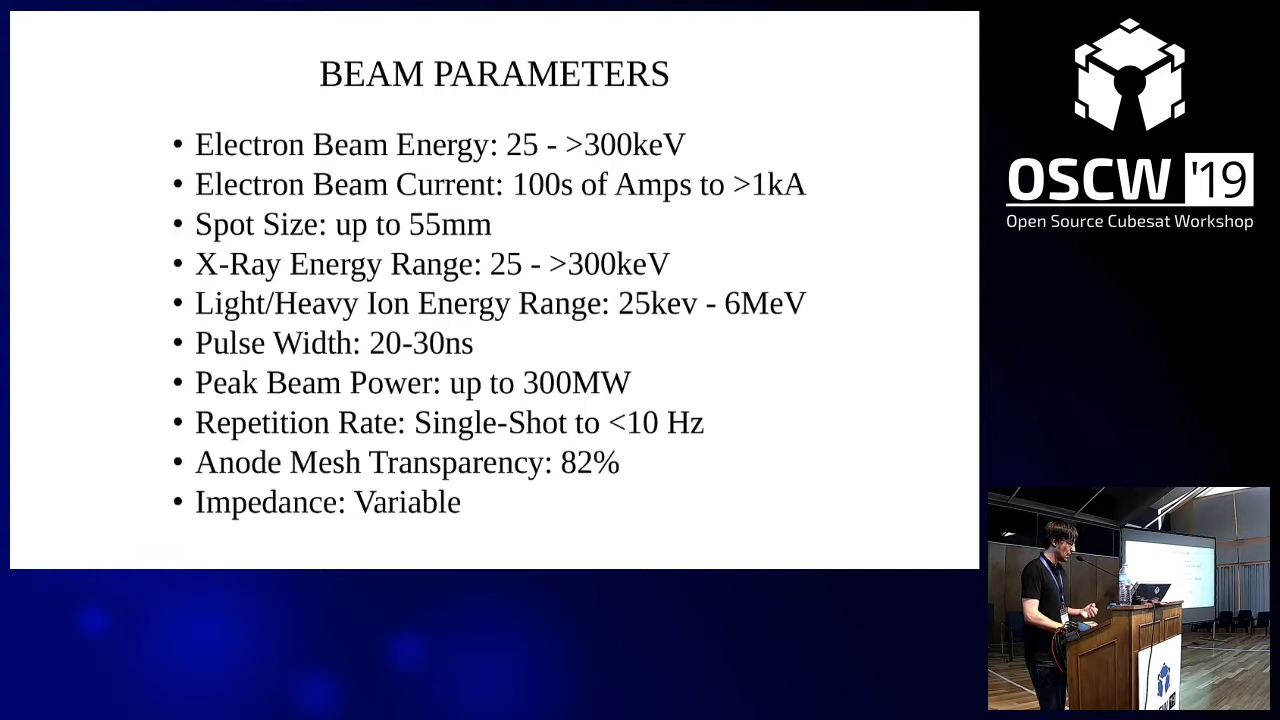 BEAM PARAMETERS
• Electron Beam Energy: 25 - >300keV
• Electron Beam Current: 100s of Amps to >1kA
• Spot Size: up to 55mm
• X-Ray Energy Range: 25 - >300keV
• Light/Heavy Ion Energy Range: 25kev - 6MeV
• Pulse Width: 20-30ns
• Peak Beam Power: up to 300MW
• Repetition Rate: Single-Shot to <10 Hz
• Anode Mesh Transparency: 82%
• Impedance: Variable
OSCW '19
Open Source Cubesat Workshop